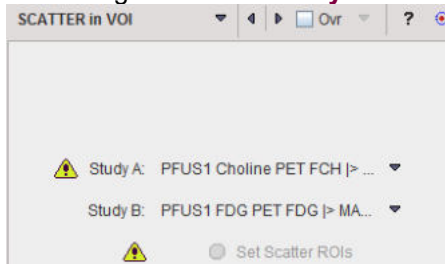 SCATTER in VOI Ovr ?
Study A: PFUS1 Choline PET FCH |> ...
Study B: PFUS1 FDG PET FDG |> MA...
Set Scatter ROIs